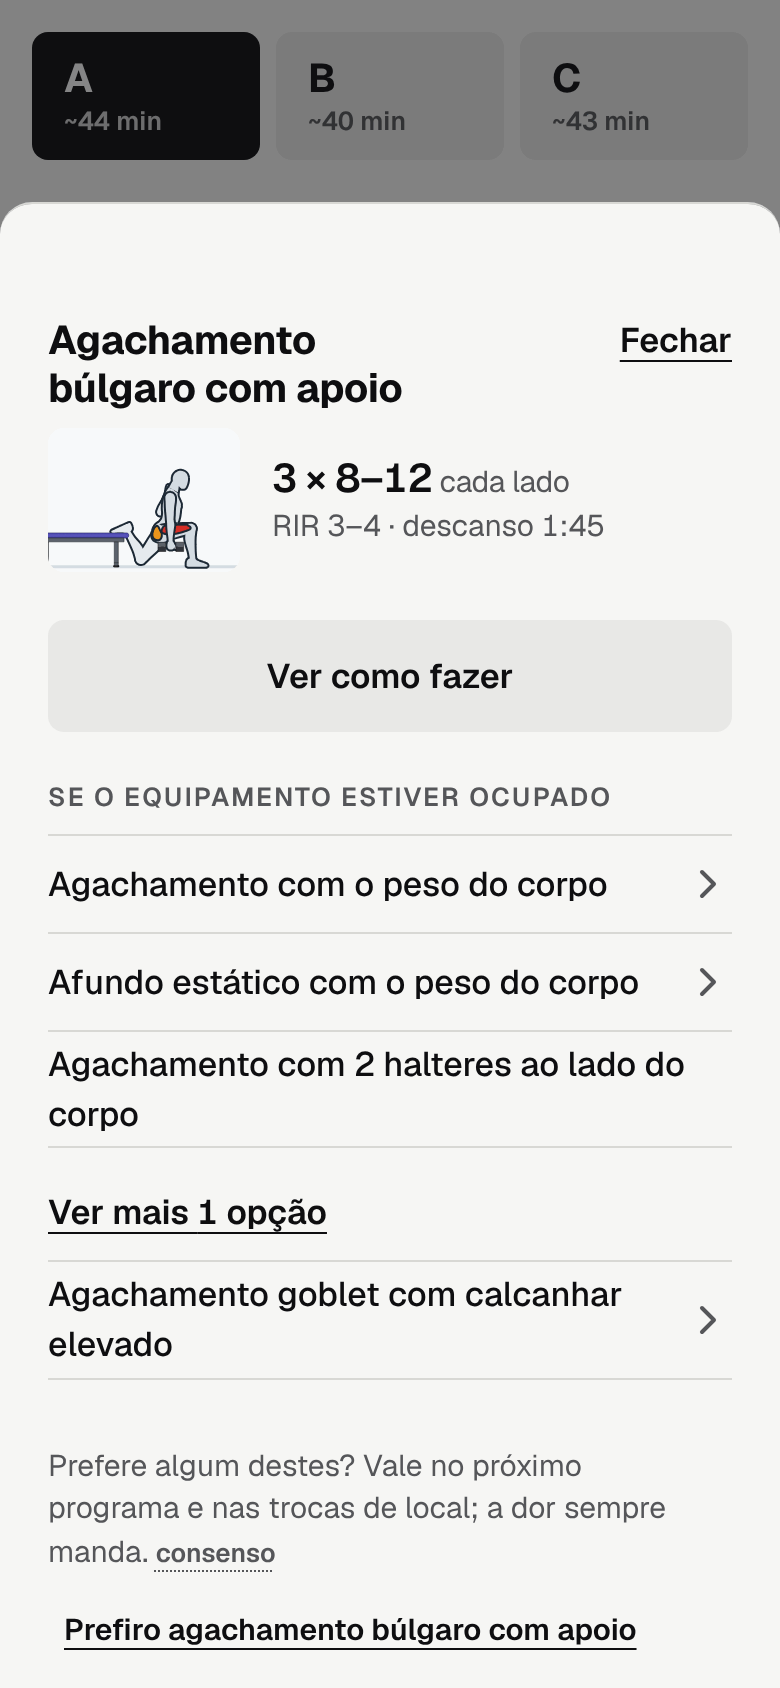 A
~44 min
B
~40 min
C
~43 min
Agachamento
búlgaro com apoio
Fechar
3 × 8–12 cada lado
RIR 3–4 · descanso 1:45
Ver como fazer
SE O EQUIPAMENTO ESTIVER OCUPADO
Agachamento com o peso do corpo
Afundo estático com o peso do corpo
Agachamento com 2 halteres ao lado do
corpo
Ver mais 1 opção
Agachamento goblet com calcanhar
elevado
Prefere algum destes? Vale no próximo
programa e nas trocas de local; a dor sempre
manda. consenso
Prefiro agachamento búlgaro com apoio